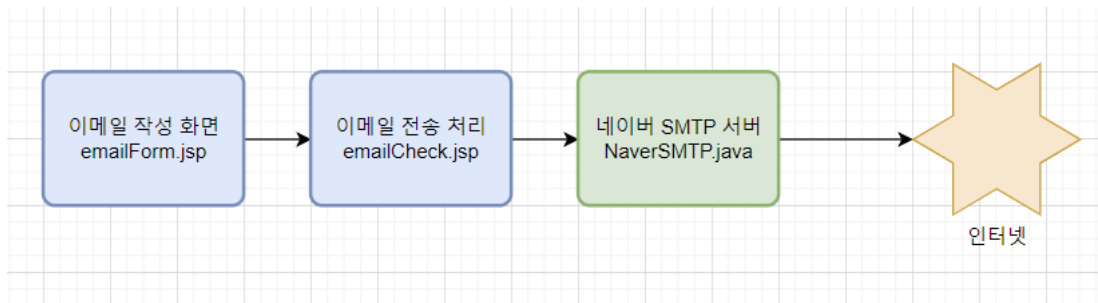 이메일 작성 화면
emailForm.jsp
이메일 전송 처리
emailCheck.jsp
네이버 SMTP 서버
NaverSMTP.java
인터넷